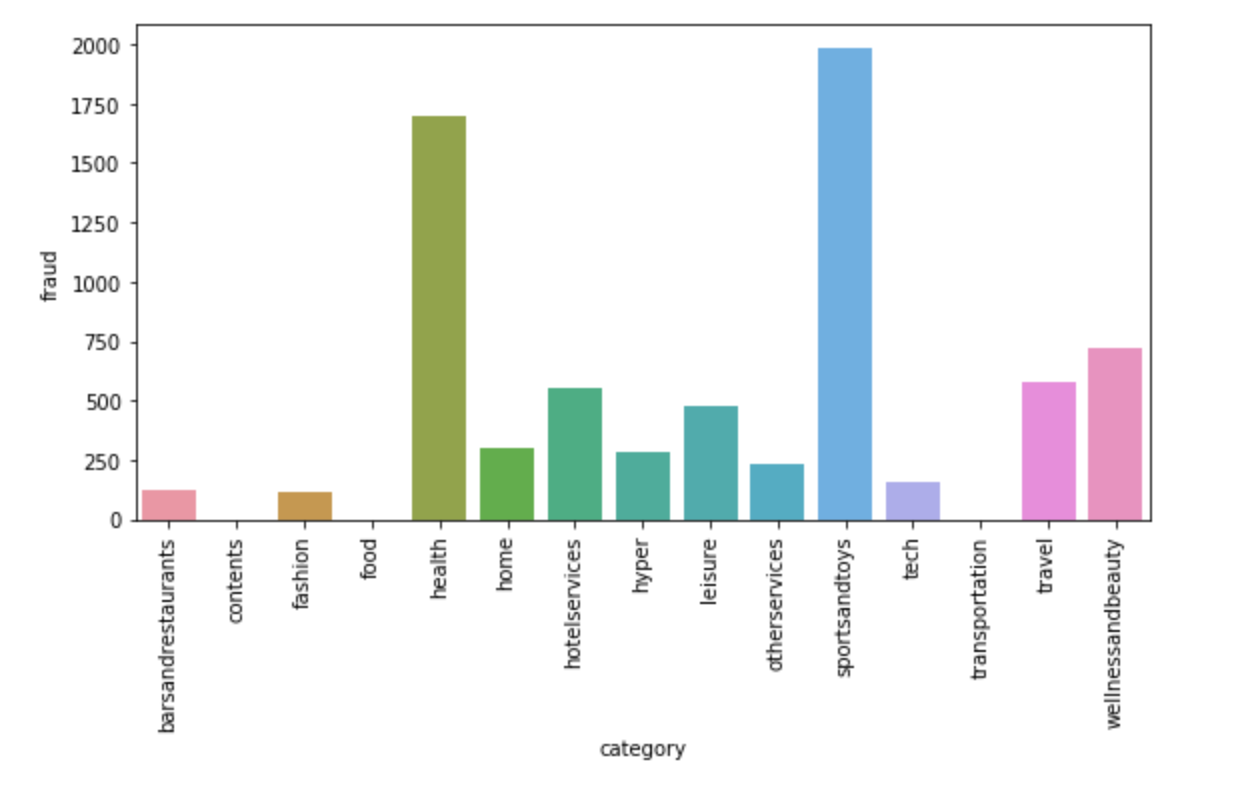 2000
1750
1500
1250
1000
750
500
250
0
fraud
barsandrestaurants
contents
fashion
food
health
home
hotelservices
hyper
leisure
otherservices
sportsandtoys
tech
transportation
travel
wellnessandbeauty
category